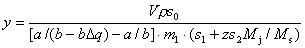 y = Vρs₀ / {[a/(b − bΔq) − a/b] · m₁ · (s₁ + zs₂M_j / M_s)}